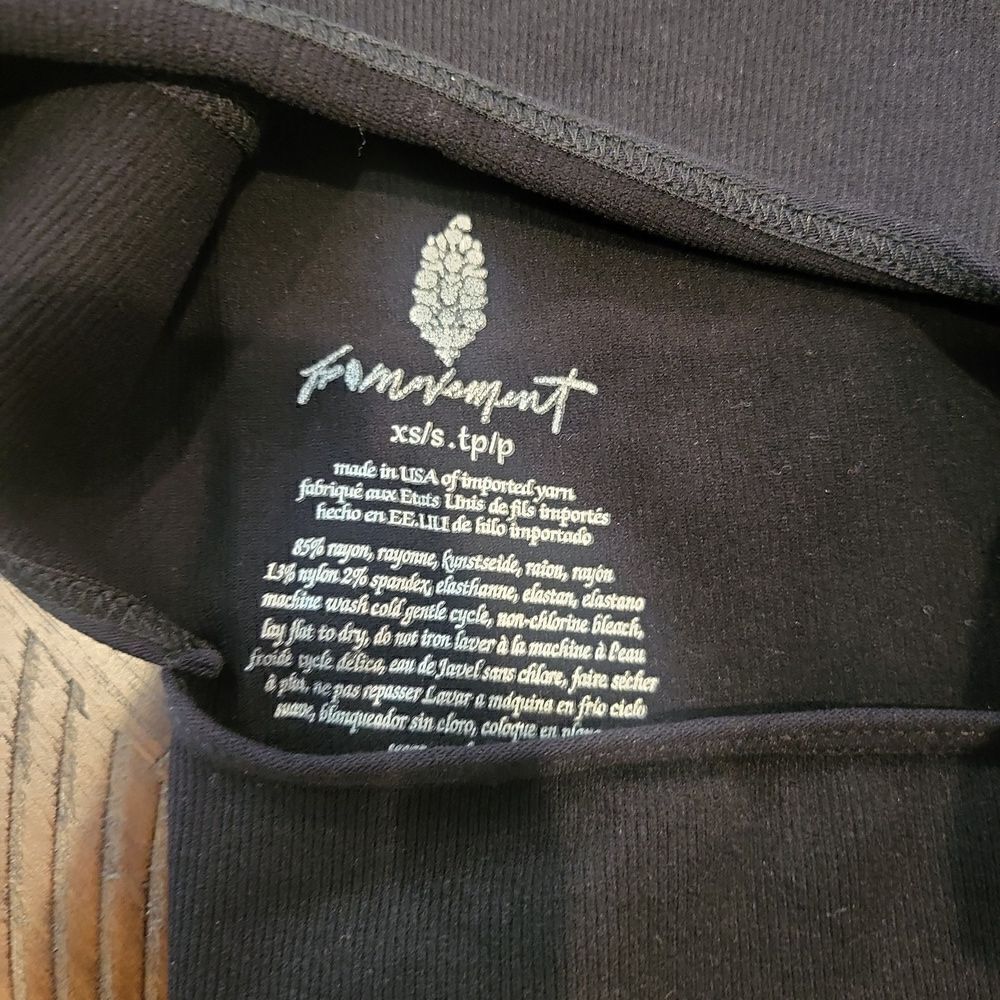 movement
xs/s.tp/p
made in USA of imported yarn
fabriqué aux Etats Unis de fils importés
hecho en EE.UU de hilo importado
85% rayon, rayonne, kunstseide, raion, rayón
13% nylon 2% spandex, elasthanne, elastan, elastano
machine wash cold gentle cycle, non-chlorine bleach,
lay flat to dry, do not iron laver à la machine à l'eau
froide cycle délica, eau de Javel sans chlore, faire sécher
à plat, ne pas repasser Lavar a máquina en frío ciclo
suave, blanqueador sin cloro, coloque en